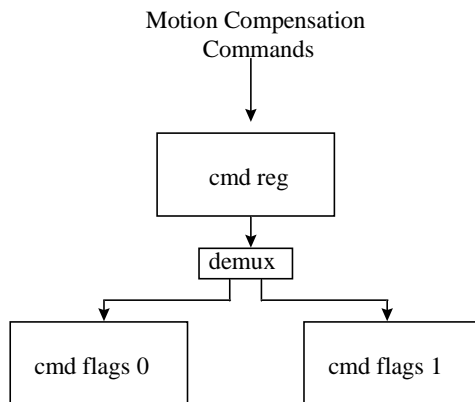 Motion Compensation
Commands
cmd reg
demux
cmd flags 0
cmd flags 1